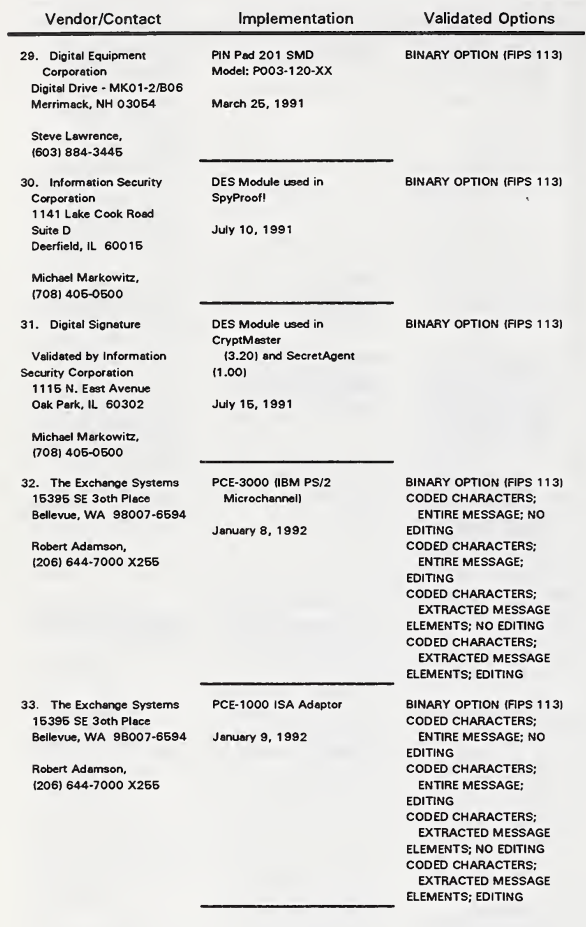 Vendor/Contact Implementation Validated Options
29. Digital Equipment
Corporation
Digital Drive - MK01-2/B06
Merrimack, NH 03054
Steve Lawrence,
(603) 884-3445
PIN Pad 201 SMD
Model: P003-120-XX
March 25, 1991
BINARY OPTION (FIPS 113)
30. Information Security
Corporation
1141 Lake Cook Road
Suite D
Deerfield, IL 60015
Michael Markowitz,
(708) 405-0500
DES Module used in
SpyProof!
July 10, 1991
BINARY OPTION (FIPS 113)
31. Digital Signature
Validated by Information
Security Corporation
1115 N. East Avenue
Oak Park, IL 60302
Michael Markowitz,
(708) 405-0500
DES Module used in
CryptMaster
(3.20) and SecretAgent
(1.00)
July 15, 1991
BINARY OPTION (FIPS 113)
32. The Exchange Systems
15395 SE 3oth Place
Bellevue, WA 98007-6594
Robert Adamson,
(206) 644-7000 X255
PCE-3000 (IBM PS/2
Microchannel)
January 8, 1992
BINARY OPTION (FIPS 113)
CODED CHARACTERS;
ENTIRE MESSAGE; NO
EDITING
CODED CHARACTERS;
ENTIRE MESSAGE;
EDITING
CODED CHARACTERS;
EXTRACTED MESSAGE
ELEMENTS; NO EDITING
CODED CHARACTERS;
EXTRACTED MESSAGE
ELEMENTS; EDITING
33. The Exchange Systems
15395 SE 3oth Place
Bellevue, WA 9B007-6594
Robert Adamson,
(206) 644-7000 X255
PCE-1000 ISA Adaptor
January 9, 1992
BINARY OPTION (FIPS 113)
CODED CHARACTERS;
ENTIRE MESSAGE; NO
EDITING
CODED CHARACTERS;
ENTIRE MESSAGE;
EDITING
CODED CHARACTERS;
EXTRACTED MESSAGE
ELEMENTS; NO EDITING
CODED CHARACTERS;
EXTRACTED MESSAGE
ELEMENTS; EDITING